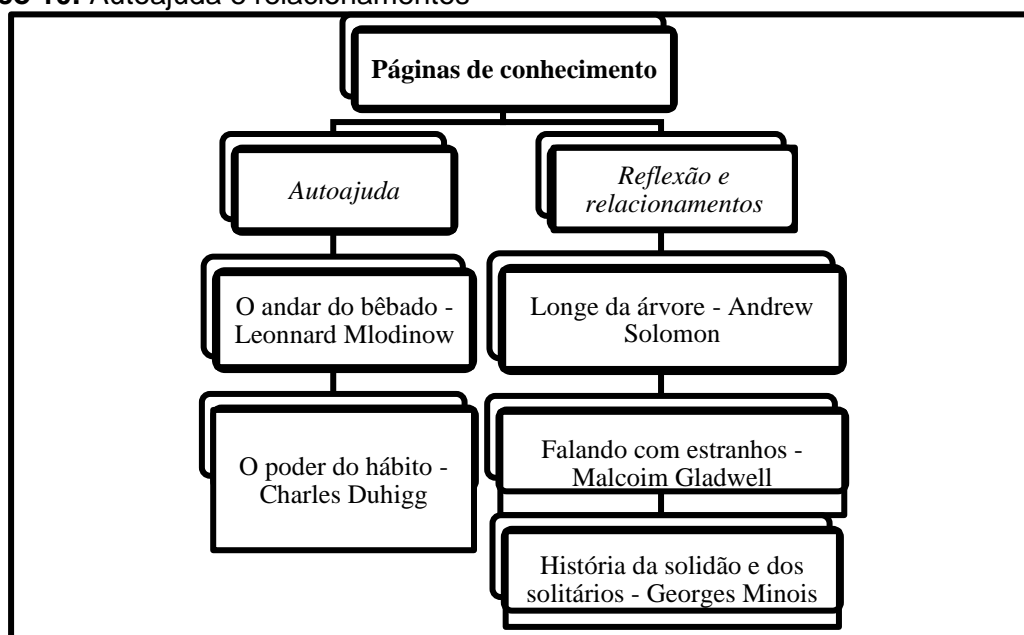 10. Autoajuda e relacionamentos
Páginas de conhecimento
Autoajuda
Reflexão e
relacionamentos
O andar do bêbado -
Leonnard Mlodinow
Longe da árvore - Andrew
Solomon
O poder do hábito -
Charles Duhigg
Falando com estranhos -
Malcoim Gladwell
História da solidão e dos
solitários - Georges Minois